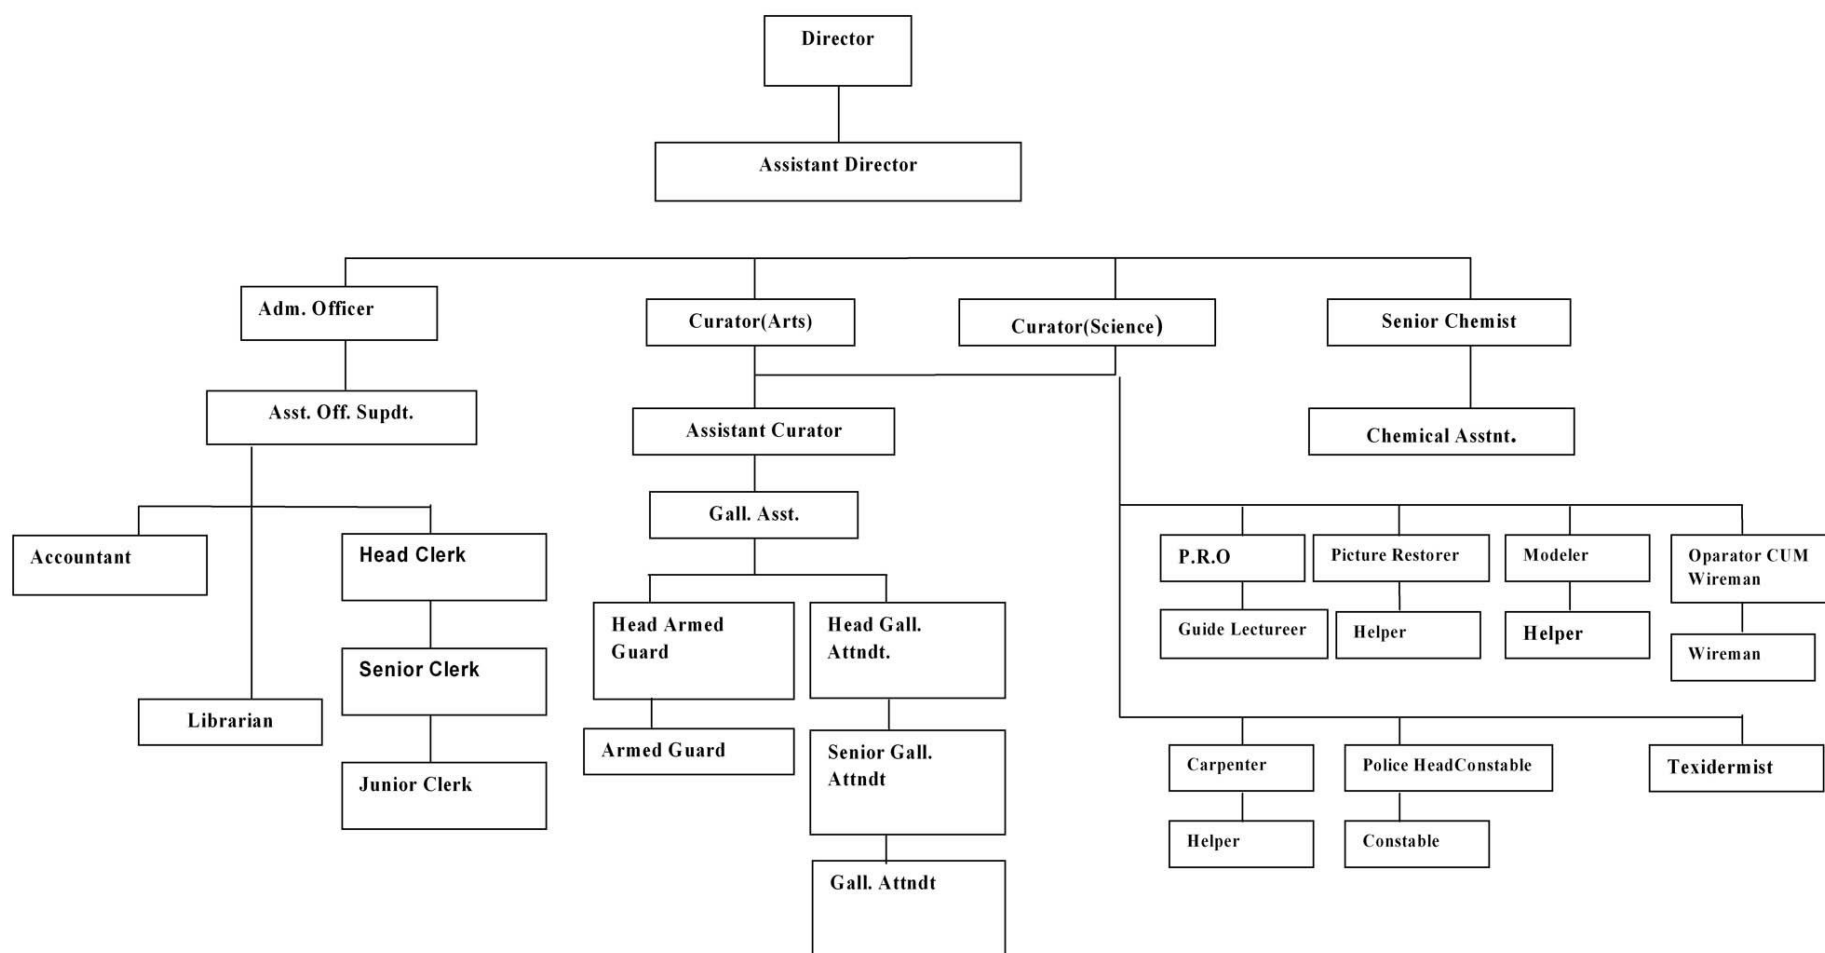 Director
Assistant Director
Adm. Officer
Curator(Arts)
Curator(Science)
Senior Chemist
Asst. Off. Supdt.
Assistant Curator
Chemical Asstnt.
Gall. Asst.
Accountant
Head Clerk
P.R.O
Picture Restorer
Modeler
Oparator CUM
Wireman
Head Armed
Guard
Head Gall.
Attndt.
Guide Lectureer
Helper
Helper
Wireman
Senior Clerk
Librarian
Armed Guard
Senior Gall.
Attndt
Carpenter
Police HeadConstable
Texidermist
Junior Clerk
Helper
Constable
Gall. Attndt